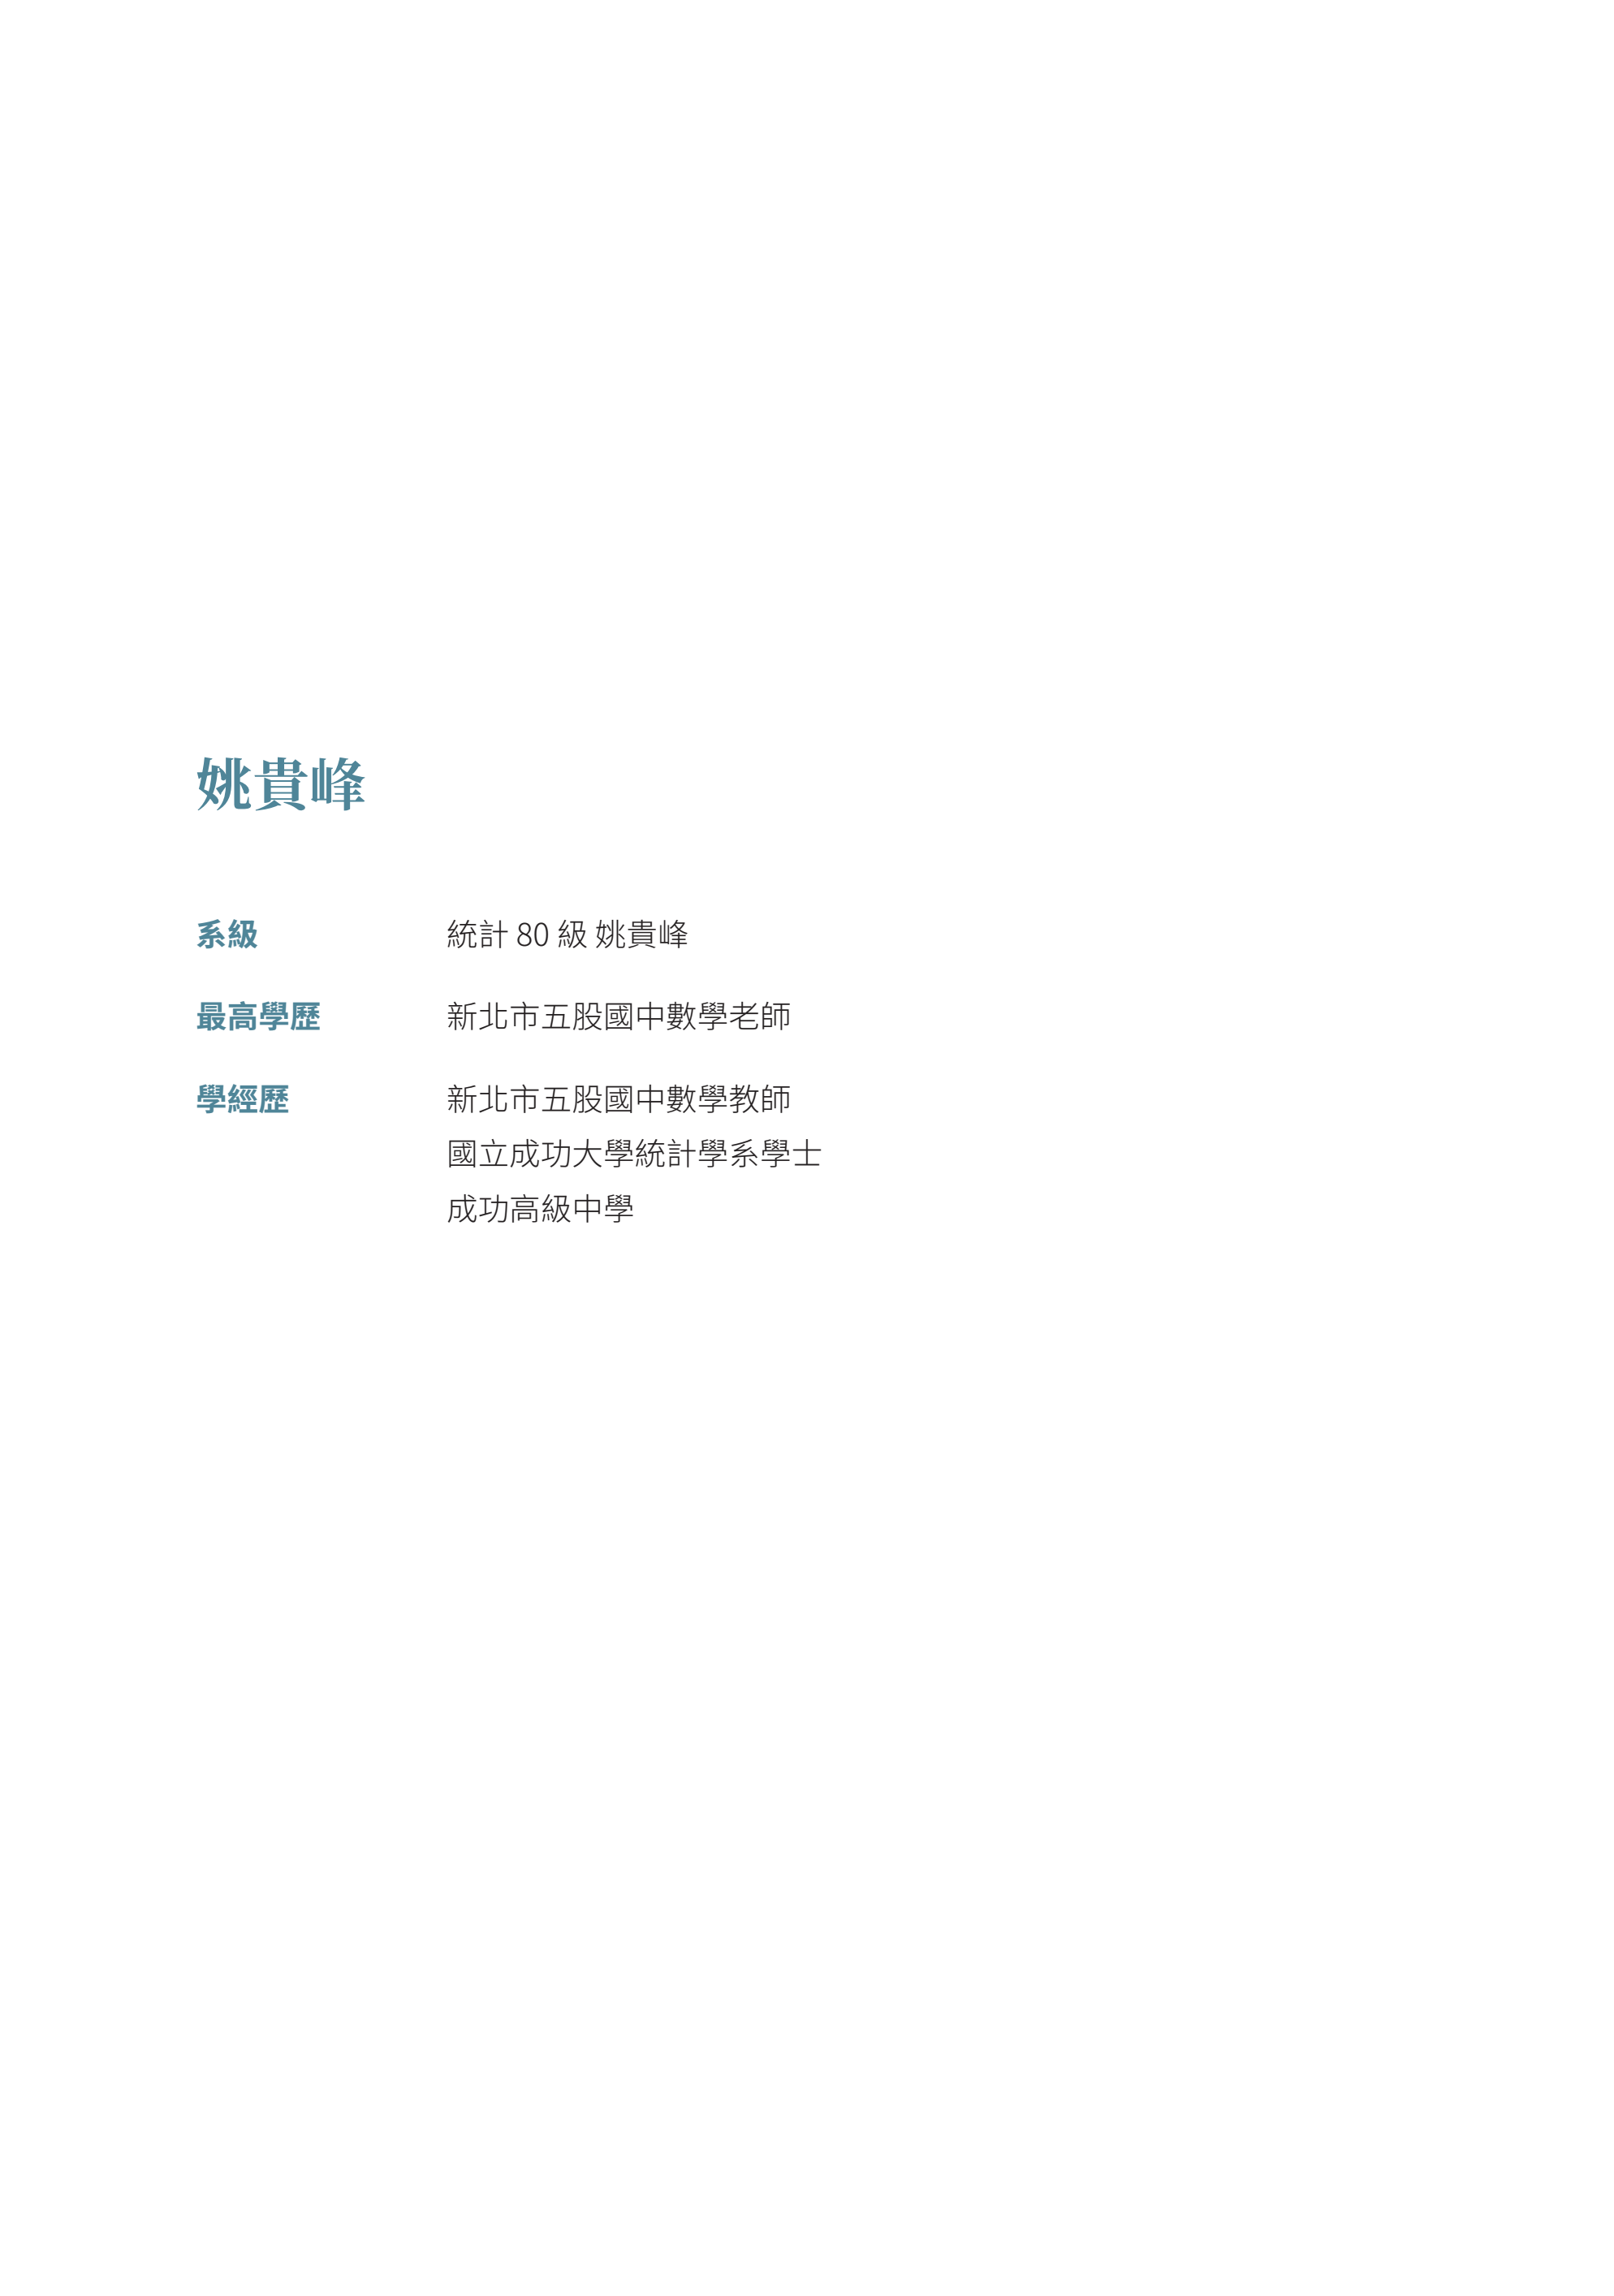 姚貴峰
系級 統計 80 級 姚貴峰
最高學歷 新北市五股國中數學老師
學經歷 新北市五股國中數學教師
國立成功大學統計學系學士
成功高級中學